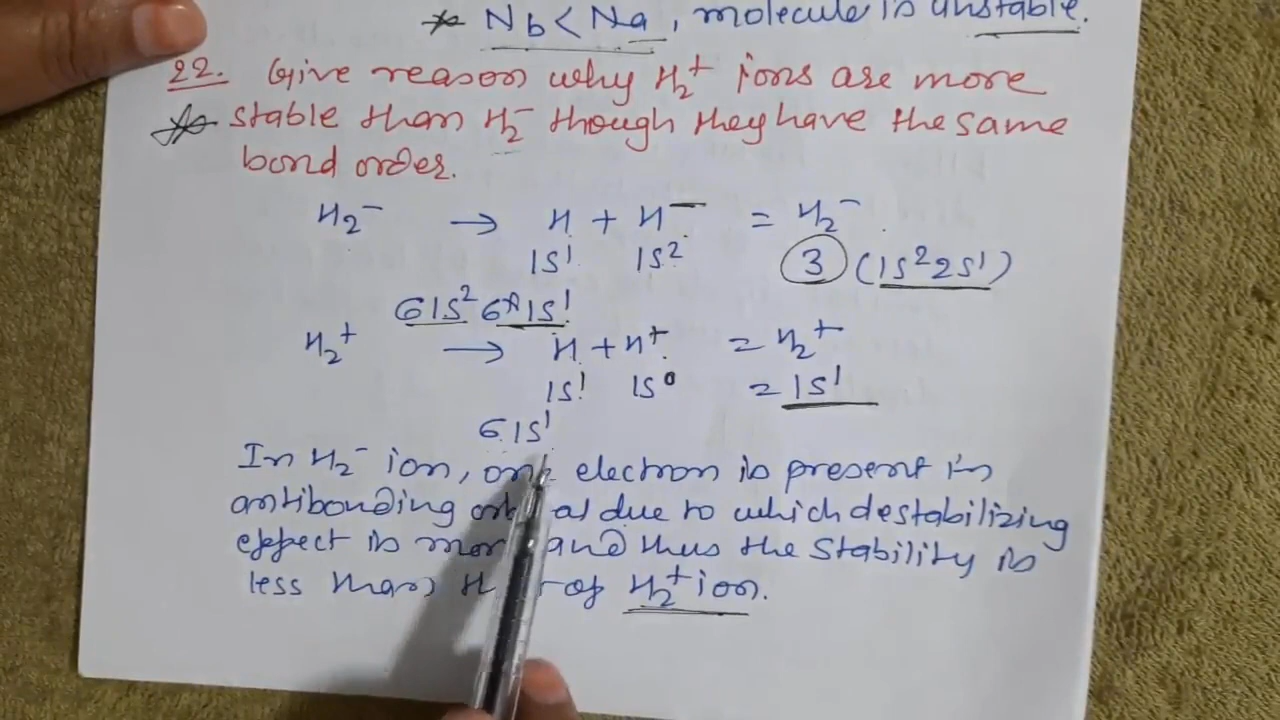 * Nb < Na, molecule is unstable.
22. Give reason why H₂⁺ ions are more
* stable than H₂⁻ though they have the same
bond order.
H₂⁻ → H + H⁻ = H₂⁻
1s¹ 1s² 3 (1s²2s¹)
σ1s² σ*1s¹
H₂⁺ → H + H⁺ = H₂⁺
1s¹ 1s⁰ = 1s¹
σ1s¹
In H₂⁻ ion, one electron is present in
antibonding orbital due to which destabilizing
effect is more and thus the stability is
less than of H₂⁺ ion.